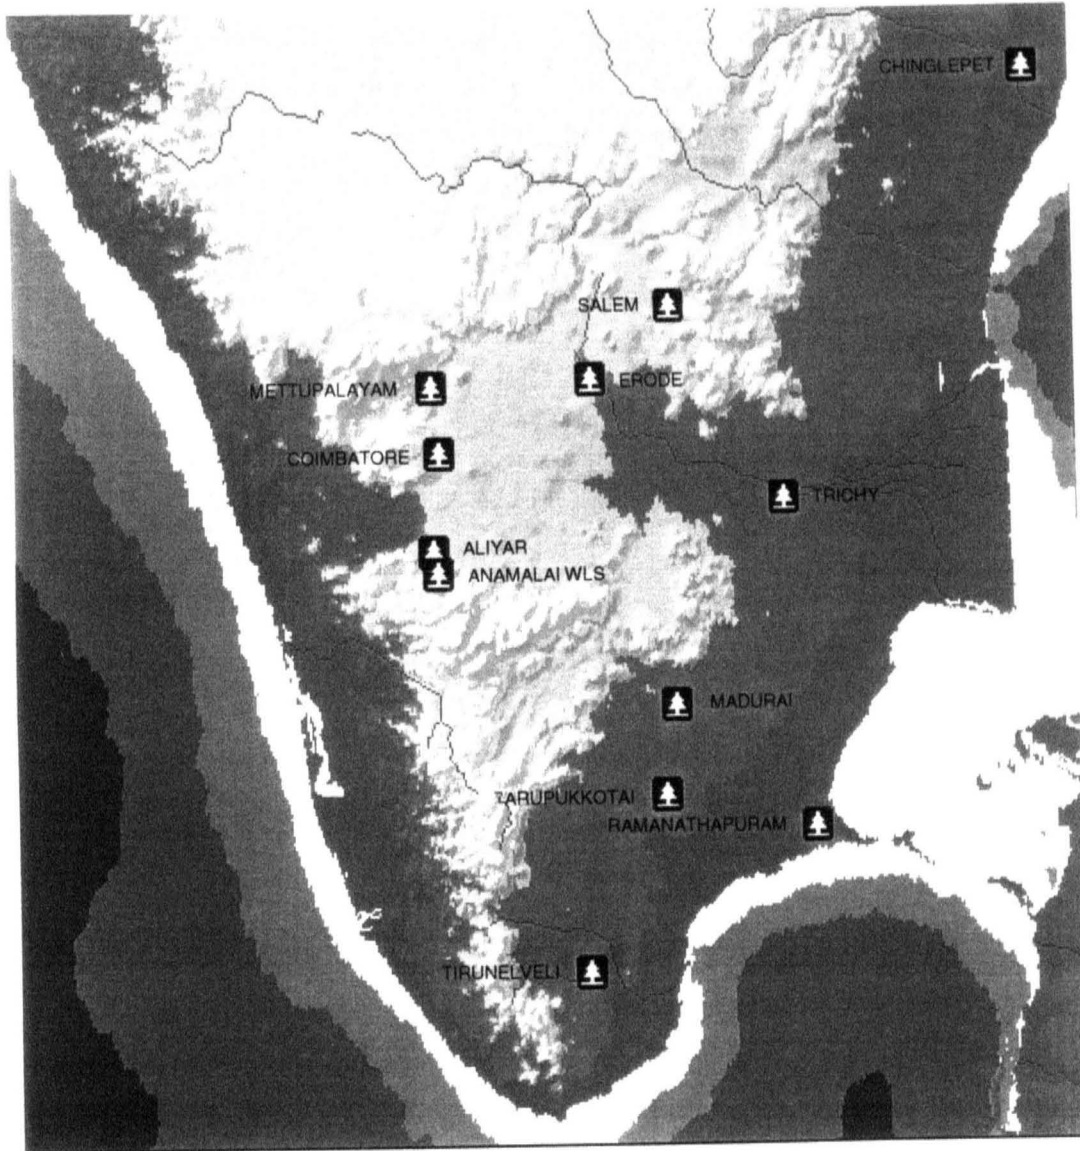 CHINGLEPET
SALEM
METTUPALAYAM
ERODE
COIMBATORE
TRICHY
ALIYAR
ANAMALAI WLS
MADURAI
ARUPUKKOTAI
RAMANATHAPURAM
TIRUNELVELI